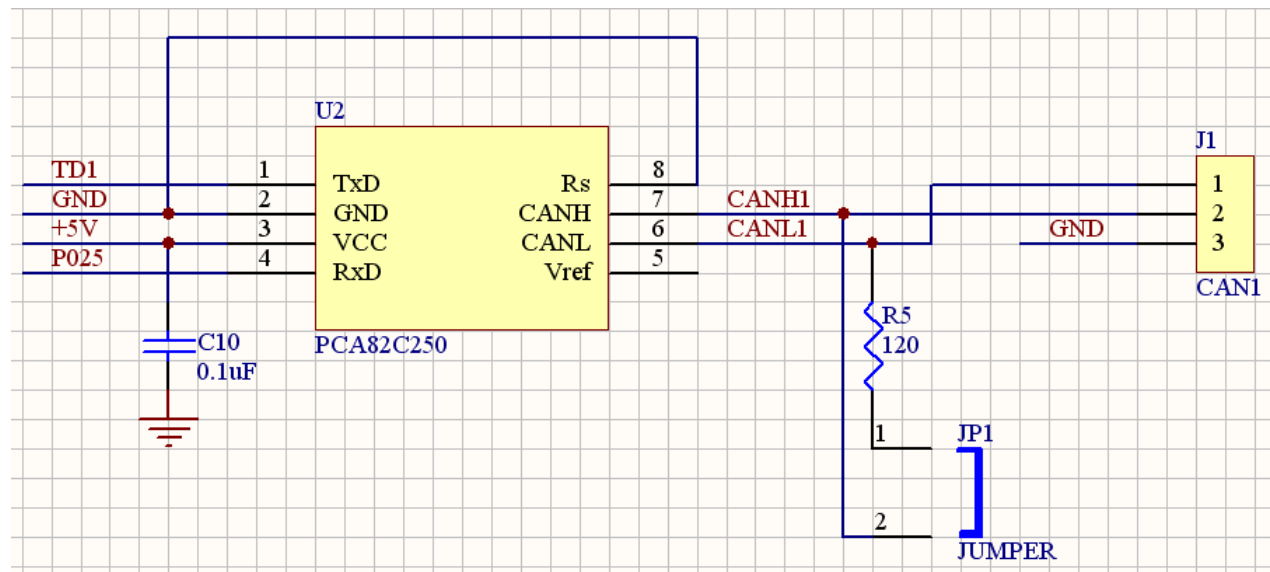 U2
J1
TD1 1 TxD Rs 8 1
GND 2 GND CANH 7 CANH1 2
+5V 3 VCC CANL 6 CANL1 GND 3
P025 4 RxD Vref 5
CAN1
C10
0.1uF
PCA82C250
R5
120
1 JP1
2
JUMPER